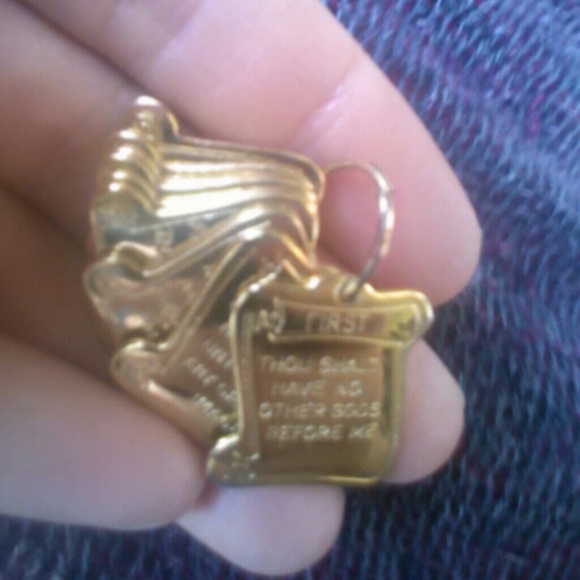 FIRST
THOU SHALT
HAVE NO
OTHER GODS
BEFORE ME